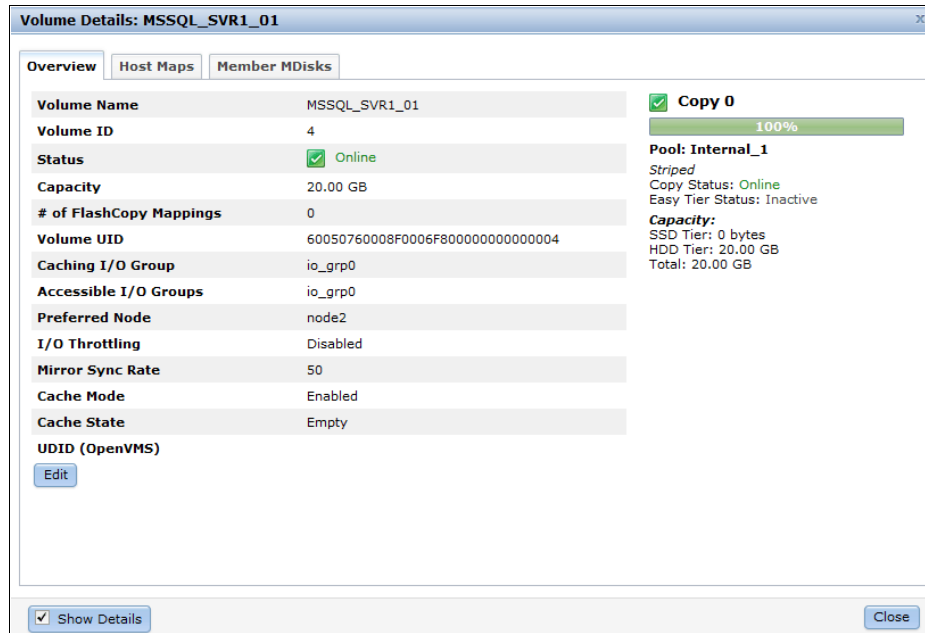 Volume Details: MSSQL_SVR1_01
x
Overview Host Maps Member MDisks
Volume Name MSSQL_SVR1_01
Volume ID 4
Status Online
Capacity 20.00 GB
# of FlashCopy Mappings 0
Volume UID 60050760008F0006F800000000000004
Caching I/O Group io_grp0
Accessible I/O Groups io_grp0
Preferred Node node2
I/O Throttling Disabled
Mirror Sync Rate 50
Cache Mode Enabled
Cache State Empty
UDID (OpenVMS)
Edit
Copy 0
100%
Pool: Internal_1
Striped
Copy Status: Online
Easy Tier Status: Inactive
Capacity:
SSD Tier: 0 bytes
HDD Tier: 20.00 GB
Total: 20.00 GB
Show Details
Close